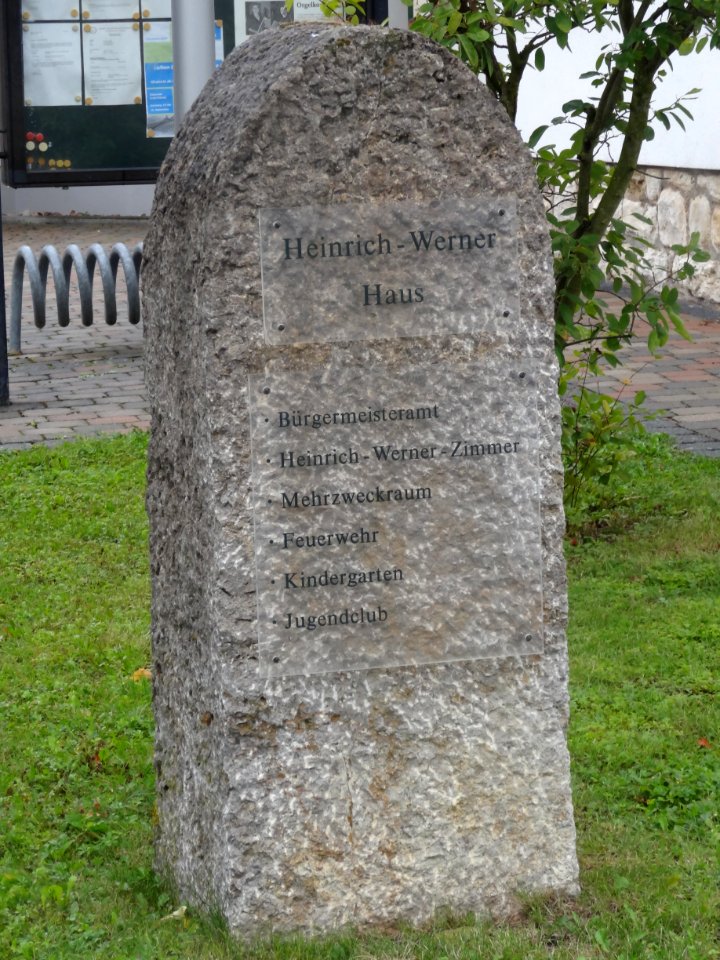 Heinrich - Werner
Haus
· Bürgermeisteramt
· Heinrich - Werner - Zimmer
· Mehrzweckraum
· Feuerwehr
· Kindergarten
· Jugendclub